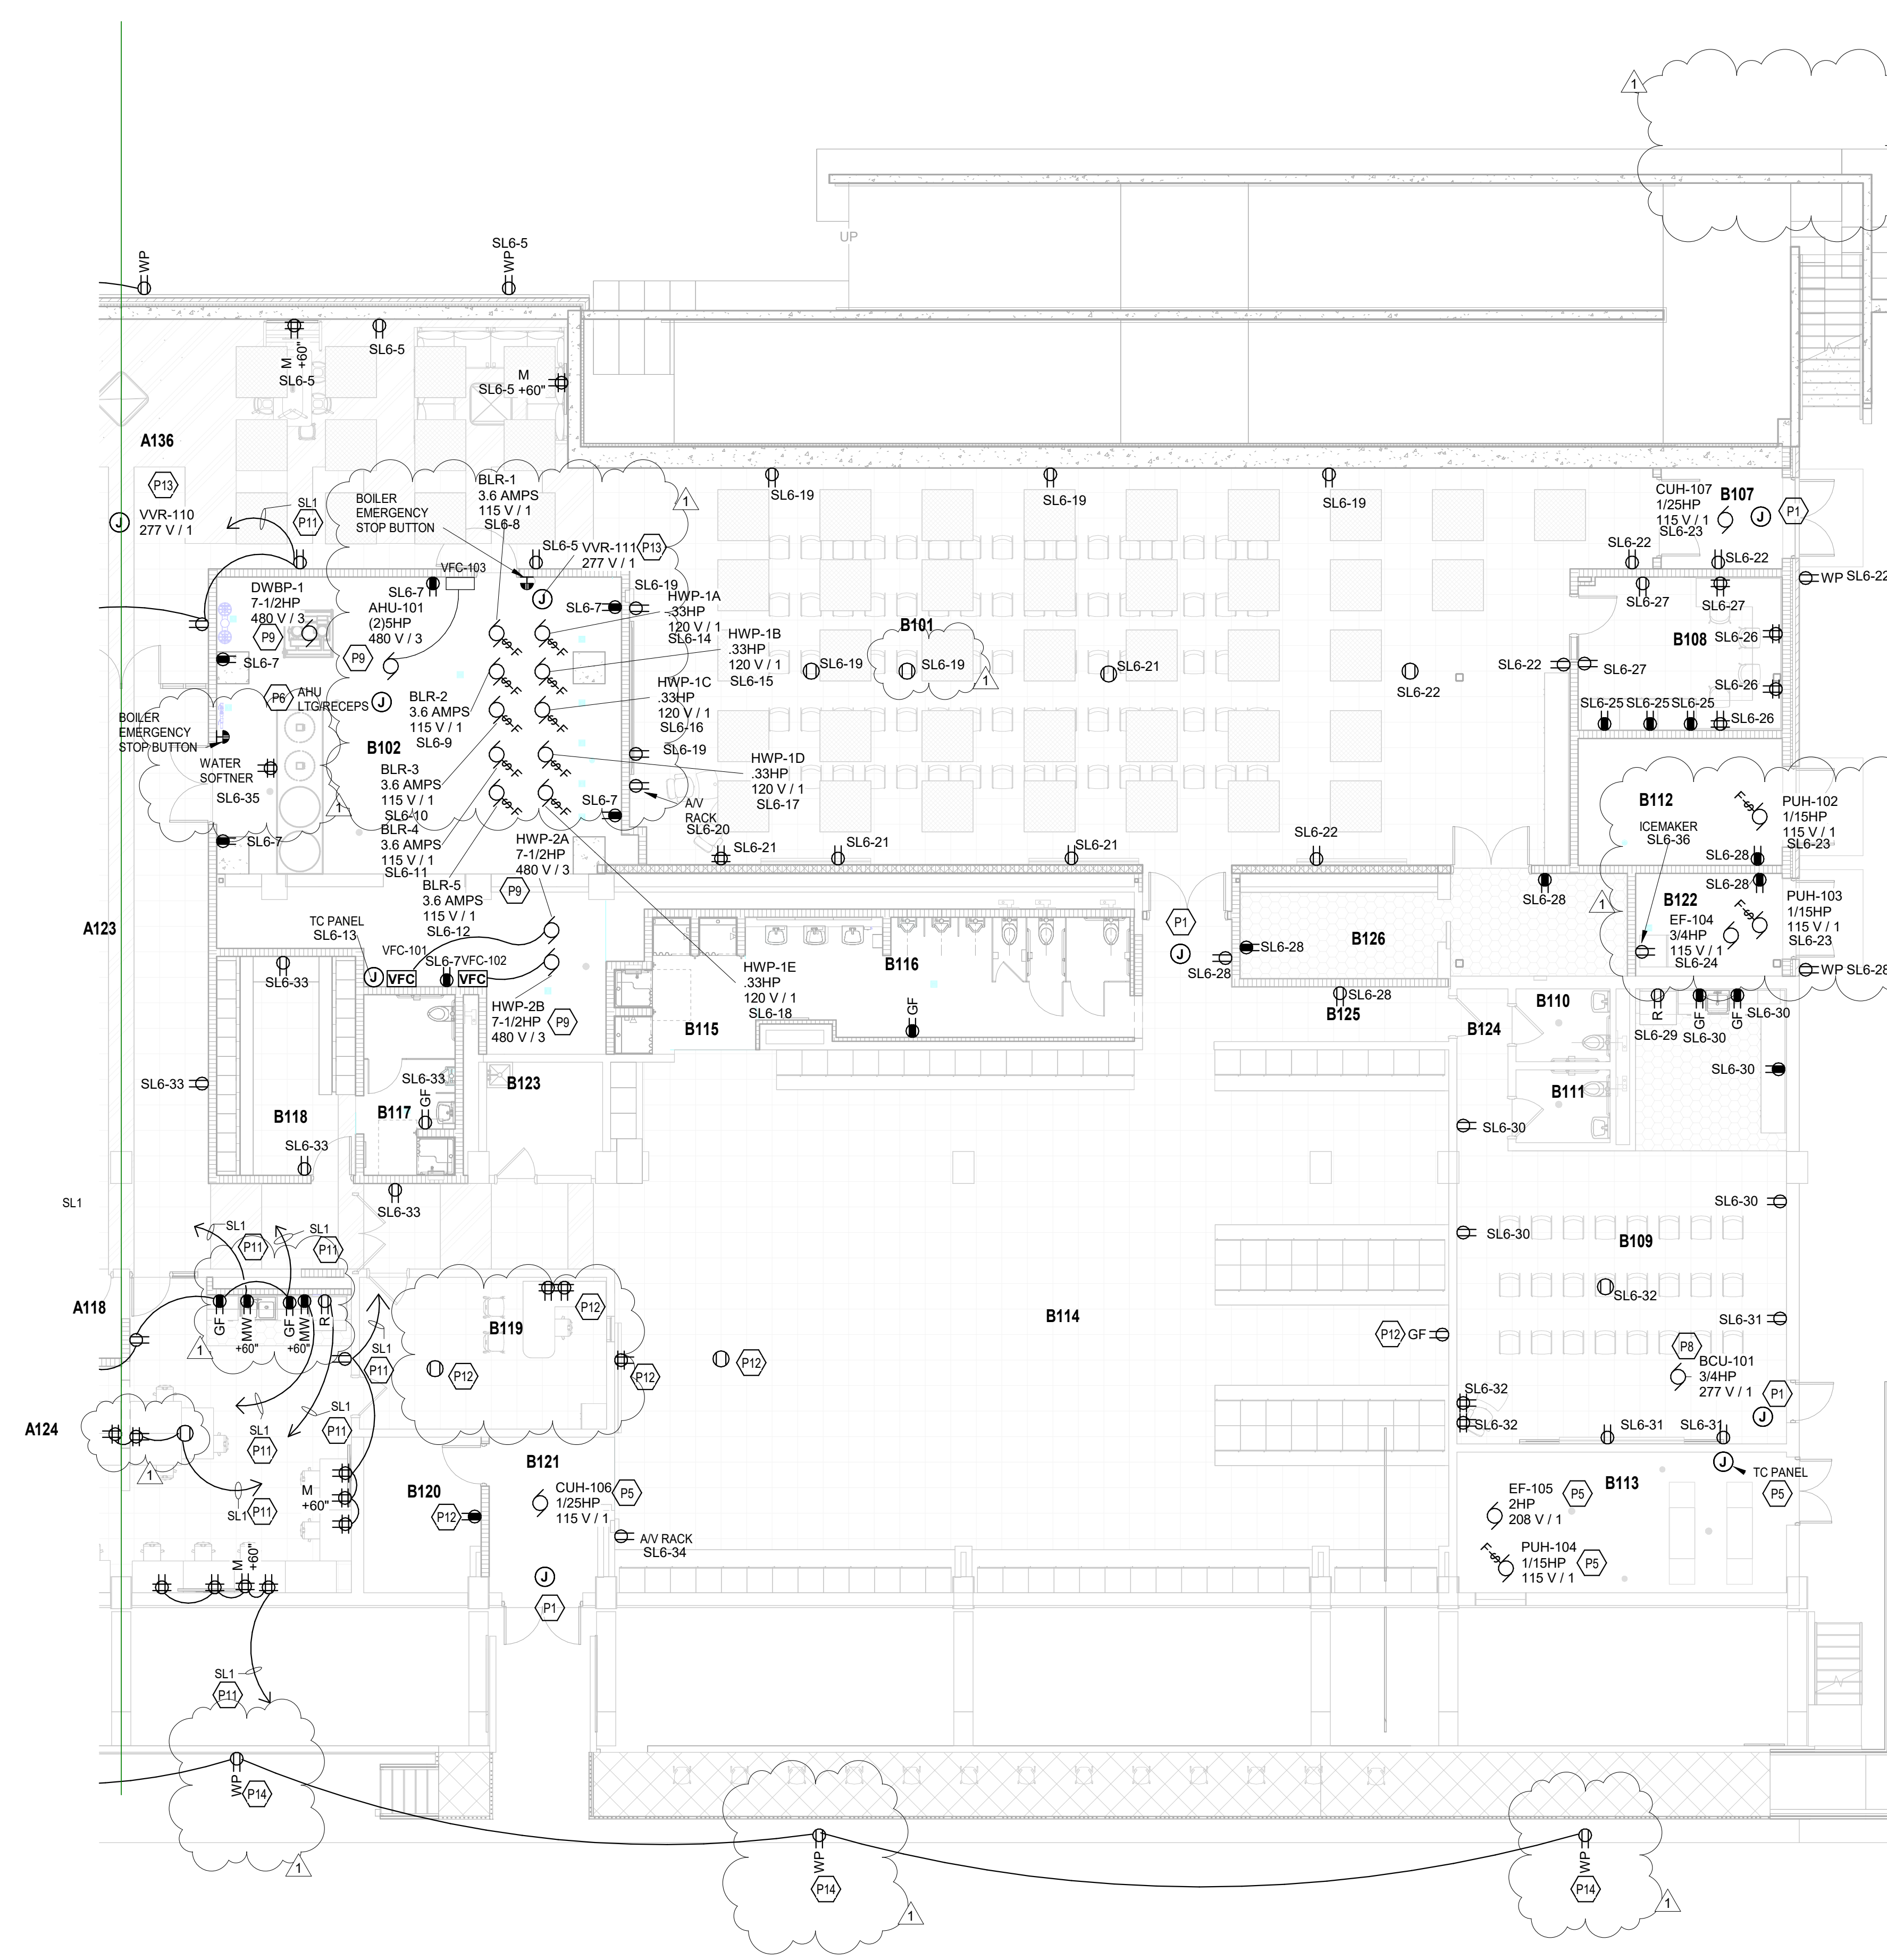 1
UP
WP
SL6-5
WP
M
+60"
SL6-5
SL6-5
M
SL6-5 +60"
A136
P13
VVR-110
277 V / 1
J
SL1
P11
BOILER
EMERGENCY
STOP BUTTON
BLR-1
3.6 AMPS
115 V / 1
SL6-8
1
SL6-5
VVR-111
277 V / 1
P13
J
VFC-103
SL6-7
DWBP-1
7-1/2HP
480 V / 3
P9
AHU-101
(2)5HP
480 V / 3
P9
SL6-7
P6
AHU
LTG/RECEPS
J
SL6-7
SL6-19
HWP-1A
.33HP
120 V / 1
SL6-14
HWP-1B
.33HP
120 V / 1
SL6-15
HWP-1C
.33HP
120 V / 1
SL6-16
SL6-19
HWP-1D
.33HP
120 V / 1
SL6-17
BLR-2
3.6 AMPS
115 V / 1
SL6-9
BLR-3
3.6 AMPS
115 V / 1
SL6-10
BLR-4
3.6 AMPS
115 V / 1
SL6-11
BLR-5
3.6 AMPS
115 V / 1
SL6-12
$-F
$-F
$-F
$-F
$-F
$-F
$-F
$-F
$-F
$-F
BOILER
EMERGENCY
STOP BUTTON
WATER
SOFTNER
SL6-35
B102
1
SL6-7
SL6-7
A/V
RACK
SL6-20
SL6-19
SL6-19
SL6-19
B101
SL6-19
SL6-19
1
SL6-21
SL6-22
SL6-21
SL6-21
SL6-21
SL6-22
CUH-107
1/25HP
115 V / 1
SL6-23
B107
J
P1
SL6-22
SL6-22
WP
SL6-22
SL6-27
SL6-27
B108
SL6-26
SL6-22
SL6-27
SL6-26
SL6-25
SL6-25
SL6-25
SL6-26
B112
ICEMAKER
SL6-36
F-$
PUH-102
1/15HP
115 V / 1
SL6-23
SL6-28
SL6-28
SL6-28
1
B122
EF-104
3/4HP
115 V / 1
SL6-24
F-$
PUH-103
1/15HP
115 V / 1
SL6-23
WP
SL6-28
HWP-2A
7-1/2HP
480 V / 3
P9
A123
TC PANEL
SL6-13
J
VFC-101
VFC
SL6-7
VFC-102
VFC
HWP-2B
7-1/2HP
480 V / 3
P9
HWP-1E
.33HP
120 V / 1
SL6-18
SL6-33
B115
B116
GF
P1
J
SL6-28
SL6-28
B126
SL6-28
B125
B124
B110
B111
R
SL6-29
GF
SL6-30
GF
SL6-30
SL6-30
SL6-30
SL6-33
B118
SL6-33
B117
SL6-33
GF
B123
SL6-33
SL1
SL1
P11
SL1
P11
A118
GF
MW
+60"
GF
MW
+60"
R
1
SL1
P11
SL1
P11
SL1
P11
B119
P12
P12
P12
P12
B114
P12
GF
SL6-30
SL6-30
B109
SL6-32
SL6-31
P8
BCU-101
3/4HP
277 V / 1
P1
J
SL6-32
SL6-32
SL6-31
SL6-31
A124
1
SL1
P11
M
+60"
M
+60"
B120
P12
B121
CUH-106
1/25HP
115 V / 1
P5
A/V RACK
SL6-34
J
P1
J
TC PANEL
P5
B113
EF-105
2HP
208 V / 1
P5
F-$
PUH-104
1/15HP
115 V / 1
P5
SL1
P11
WP
P14
1
WP
P14
1
WP
P14
1